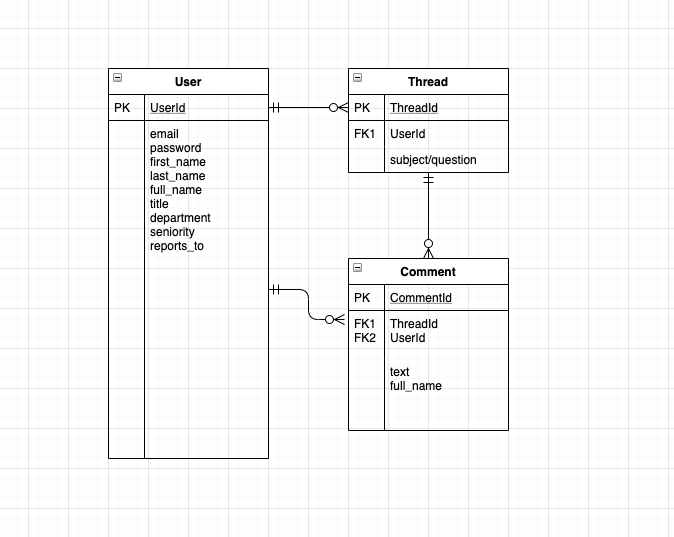 User
PK UserId
email
password
first_name
last_name
full_name
title
department
seniority
reports_to
Thread
PK ThreadId
FK1 UserId
subject/question
Comment
PK CommentId
FK1 ThreadId
FK2 UserId
text
full_name